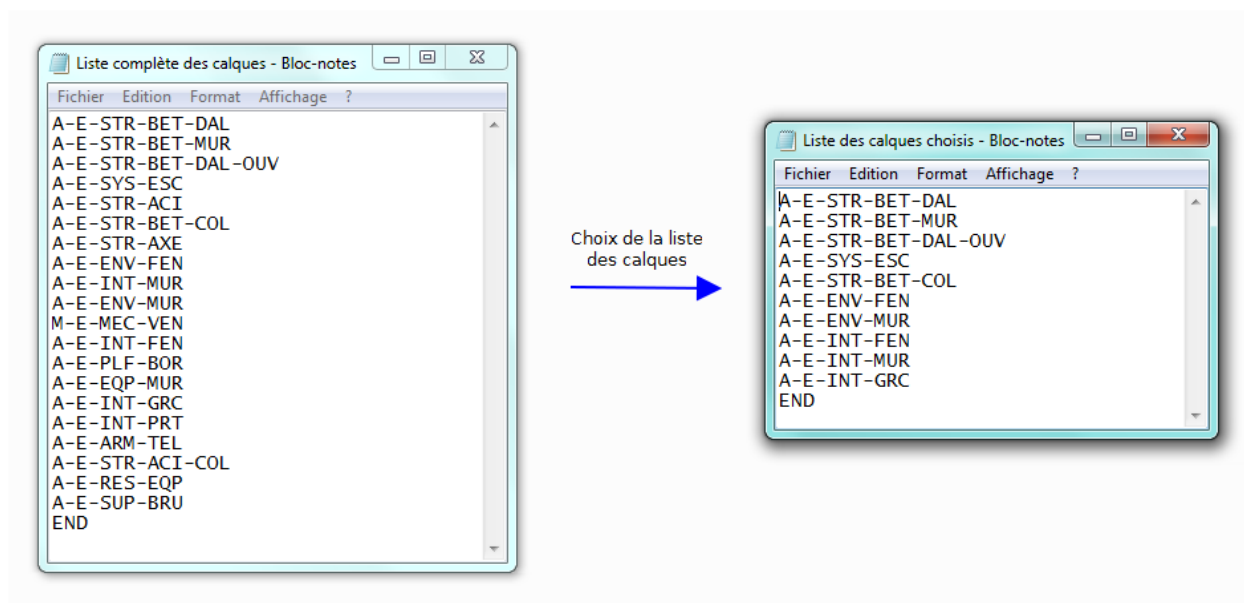 Liste complète des calques - Bloc-notes
Fichier Edition Format Affichage ?
A-E-STR-BET-DAL
A-E-STR-BET-MUR
A-E-STR-BET-DAL-OUV
A-E-SYS-ESC
A-E-STR-ACI
A-E-STR-BET-COL
A-E-STR-AXE
A-E-ENV-FEN
A-E-INT-MUR
A-E-ENV-MUR
M-E-MEC-VEN
A-E-INT-FEN
A-E-PLF-BOR
A-E-EQP-MUR
A-E-INT-GRC
A-E-INT-PRT
A-E-ARM-TEL
A-E-STR-ACI-COL
A-E-RES-EQP
A-E-SUP-BRU
END
Choix de la liste
des calques
Liste des calques choisis - Bloc-notes
Fichier Edition Format Affichage ?
A-E-STR-BET-DAL
A-E-STR-BET-MUR
A-E-STR-BET-DAL-OUV
A-E-SYS-ESC
A-E-STR-BET-COL
A-E-ENV-FEN
A-E-ENV-MUR
A-E-INT-FEN
A-E-INT-MUR
A-E-INT-GRC
END